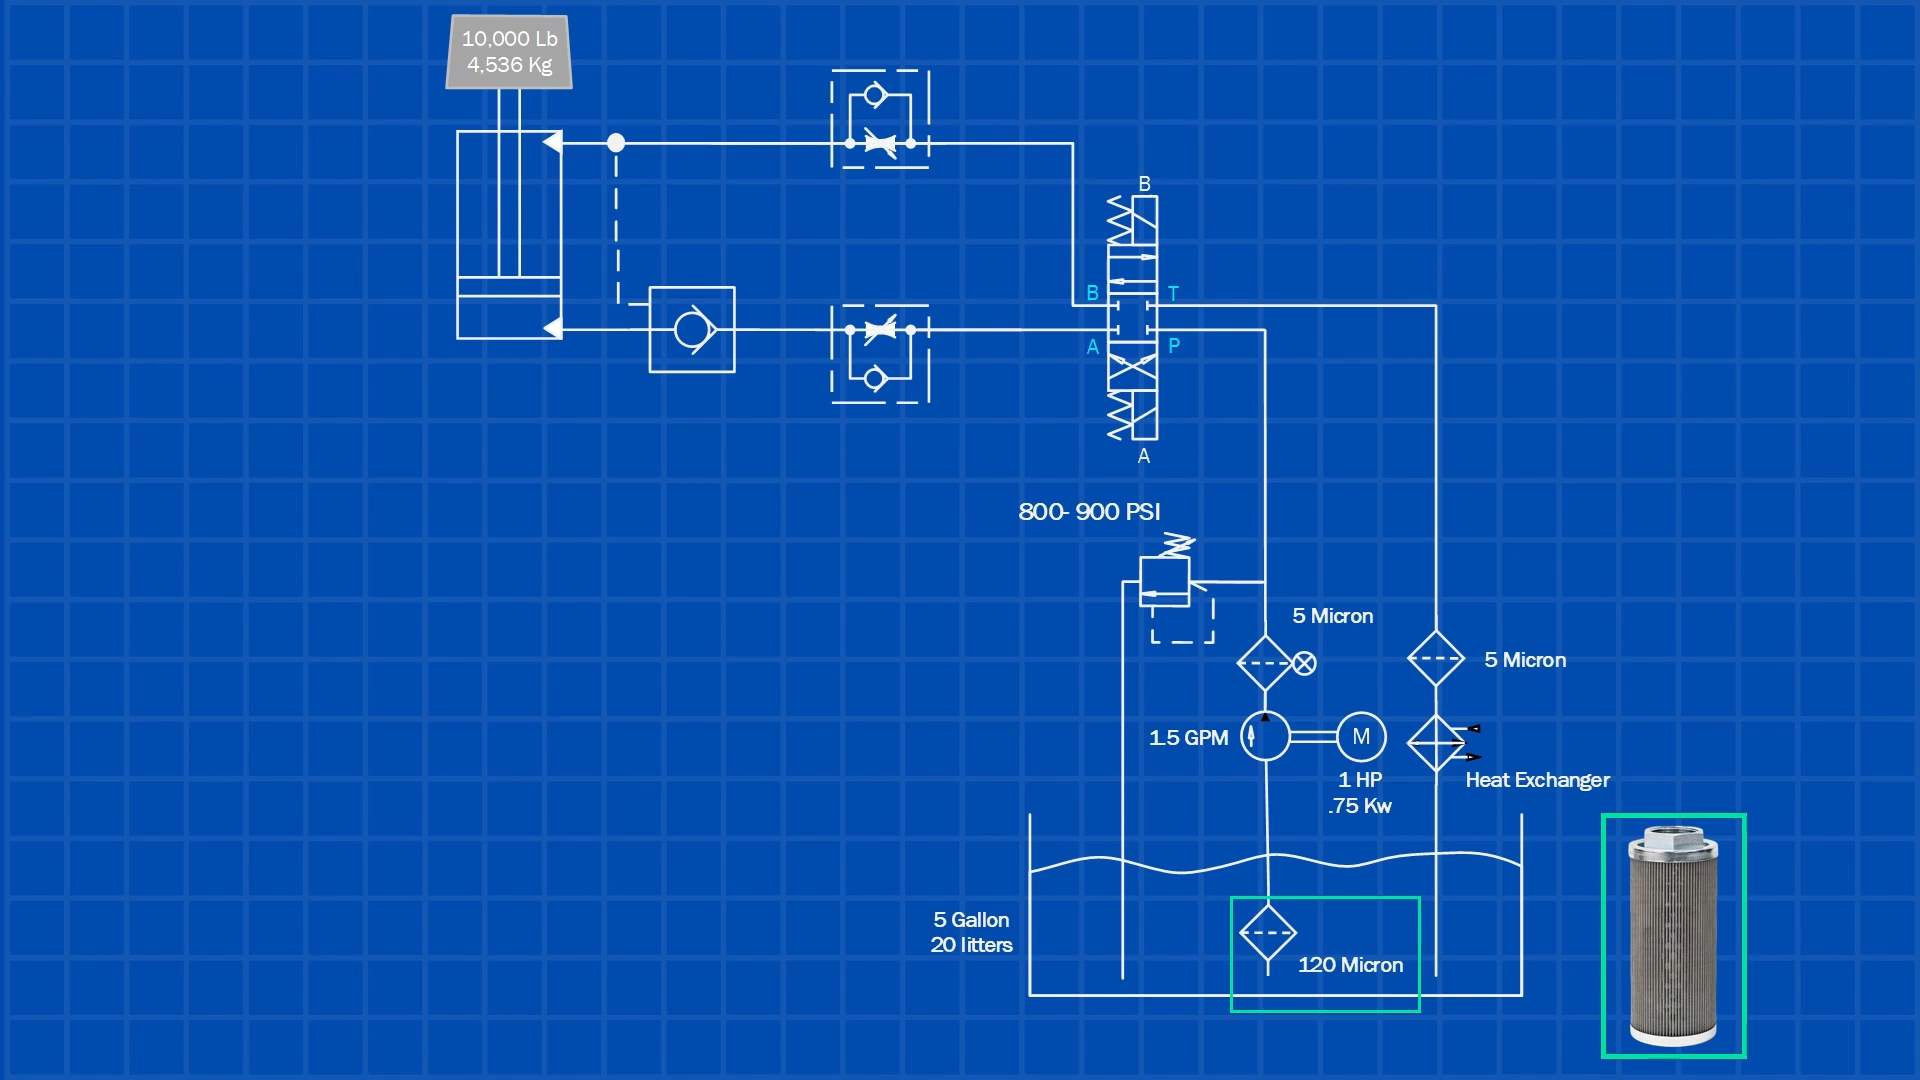 10,000 Lb
4,536 Kg
B
B
T
A
P
A
800- 900 PSI
5 Micron
5 Micron
1.5 GPM
M
1 HP
.75 Kw
Heat Exchanger
5 Gallon
20 litters
120 Micron